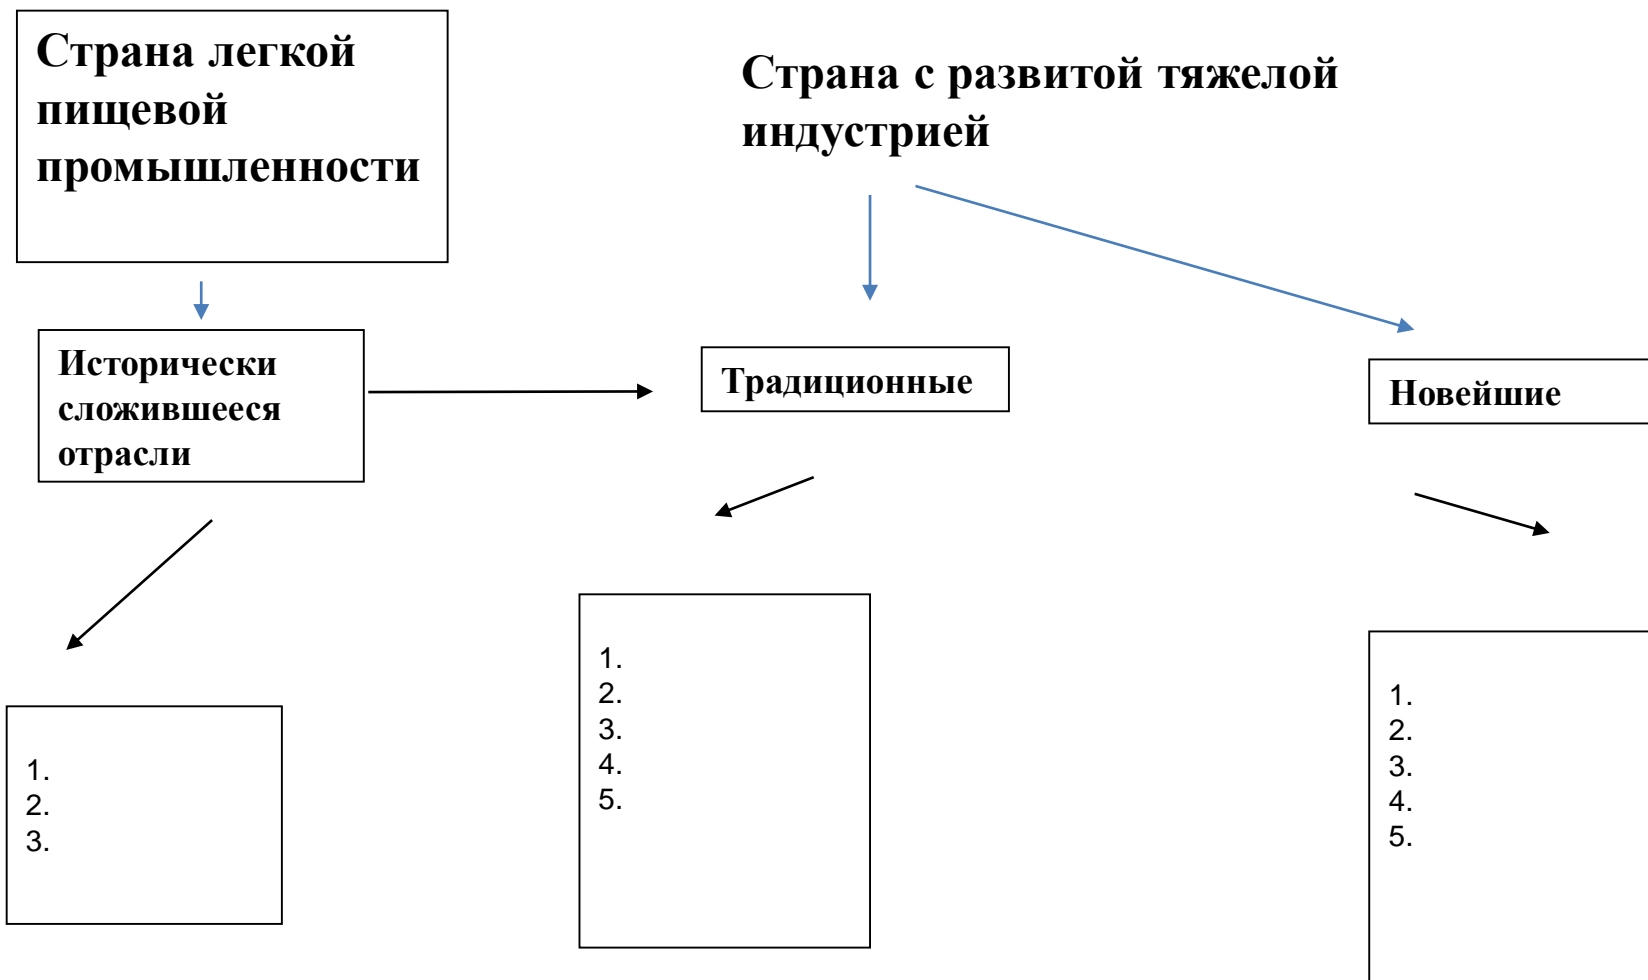 Страна легкой
пищевой
промышленности
Страна с развитой тяжелой
индустрией
Исторически
сложившееся
отрасли
Традиционные
Новейшие
1.
2.
3.
1.
2.
3.
4.
5.
1.
2.
3.
4.
5.